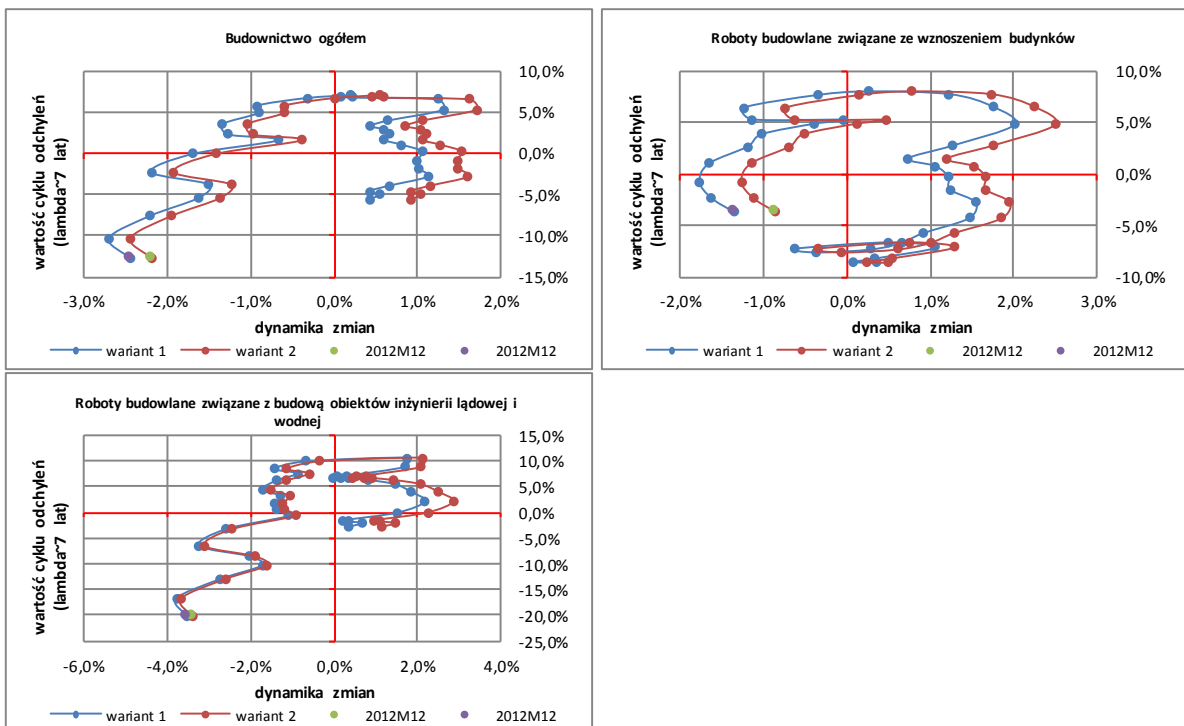 Budownictwo ogółem
wartość cyklu odchyleń
(lambda~7 lat)
10,0%
5,0%
0,0%
-5,0%
-10,0%
-15,0%
-3,0% -2,0% -1,0% 0,0% 1,0% 2,0%
dynamika zmian
wariant 1 wariant 2 2012M12 2012M12
Roboty budowlane związane ze wznoszeniem budynków
wartość cyklu odchyleń
(lambda~7 lat)
10,0%
5,0%
0,0%
-5,0%
-10,0%
-2,0% -1,0% 0,0% 1,0% 2,0% 3,0%
dynamika zmian
wariant 1 wariant 2 2012M12 2012M12
Roboty budowlane związane z budową obiektów inżynierii lądowej i
wodnej
wartość cyklu odchyleń
(lambda~7 lat)
15,0%
10,0%
5,0%
0,0%
-5,0%
-10,0%
-15,0%
-20,0%
-25,0%
-6,0% -4,0% -2,0% 0,0% 2,0% 4,0%
dynamika zmian
wariant 1 wariant 2 2012M12 2012M12